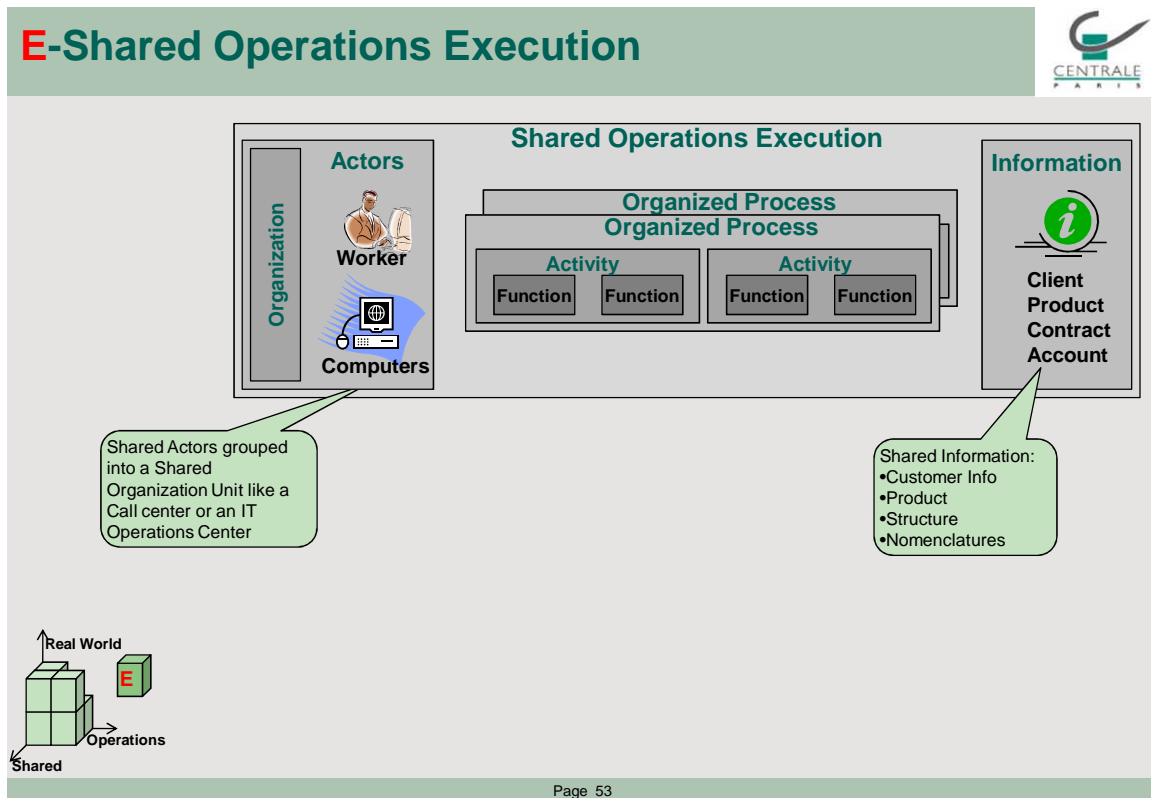 E-Shared Operations Execution
CENTRALE
PARIS
Shared Operations Execution
Organization
Actors
Worker
Computers
Organized Process
Organized Process
Activity
Function Function
Activity
Function Function
Information
i
Client
Product
Contract
Account
Shared Actors grouped
into a Shared
Organization Unit like a
Call center or an IT
Operations Center
Shared Information:
•Customer Info
•Product
•Structure
•Nomenclatures
Real World
E
Operations
Shared
Page 53